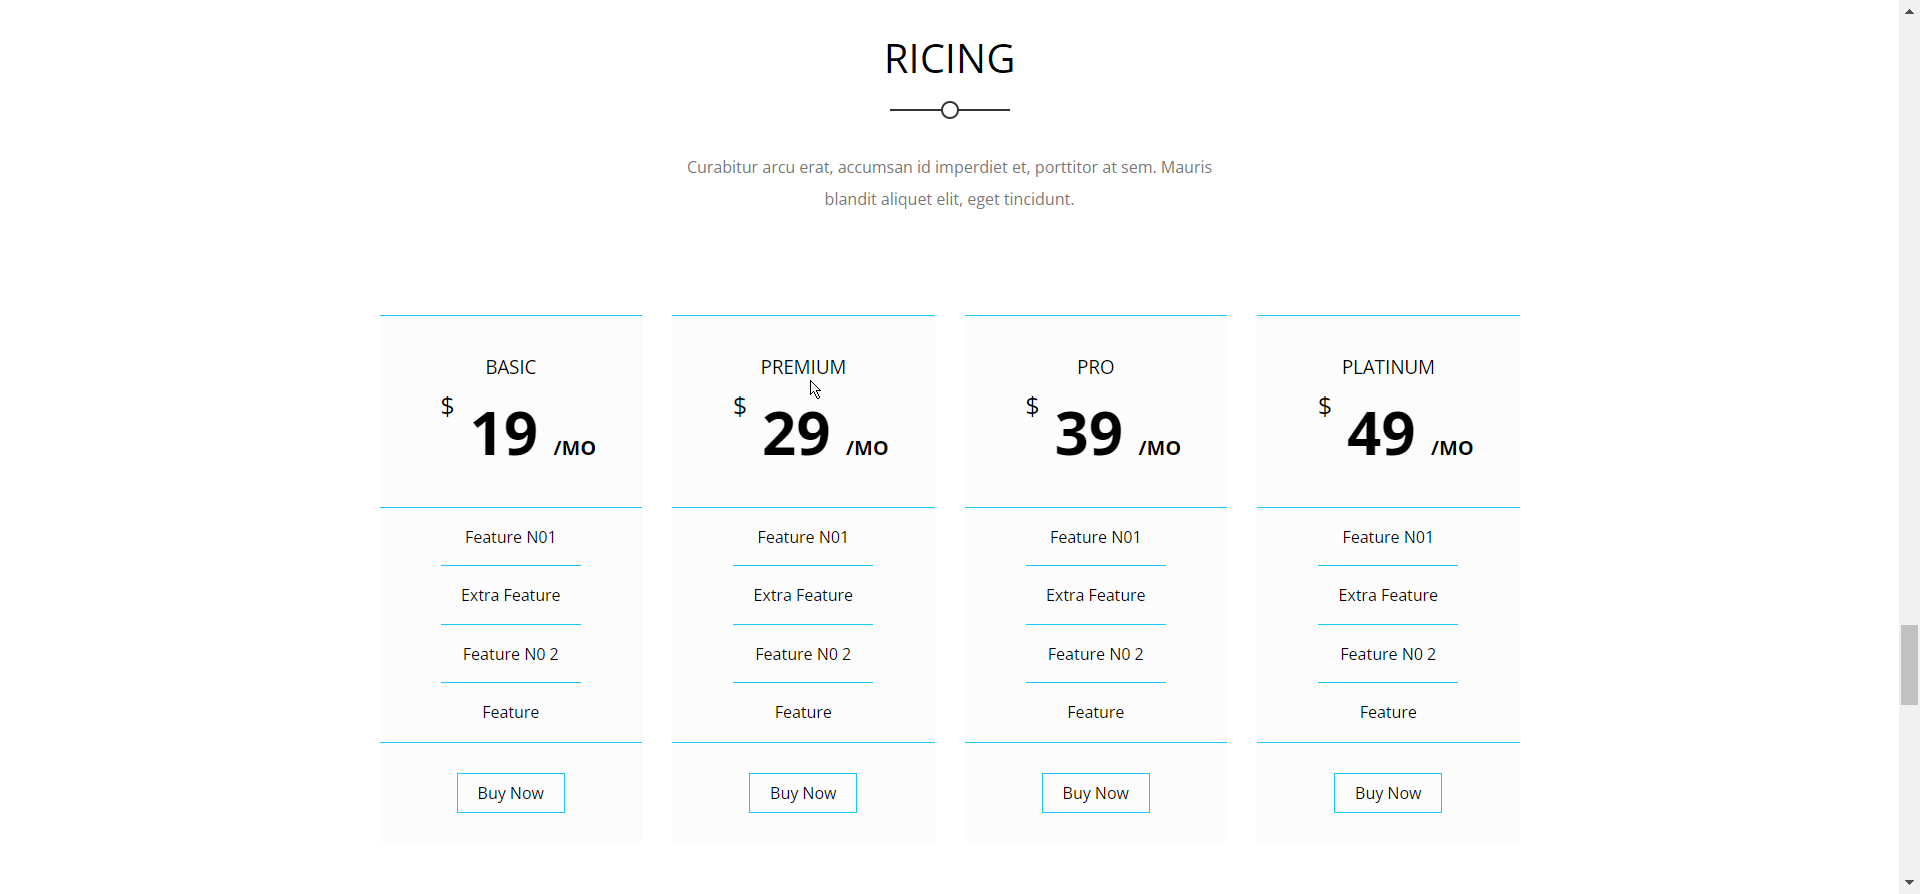 RICING
Curabitur arcu erat, accumsan id imperdiet et, porttitor at sem. Mauris
blandit aliquet elit, eget tincidunt.
BASIC
$ 19 /MO
Feature N01
Extra Feature
Feature N0 2
Feature
Buy Now
PREMIUM
$ 29 /MO
Feature N01
Extra Feature
Feature N0 2
Feature
Buy Now
PRO
$ 39 /MO
Feature N01
Extra Feature
Feature N0 2
Feature
Buy Now
PLATINUM
$ 49 /MO
Feature N01
Extra Feature
Feature N0 2
Feature
Buy Now